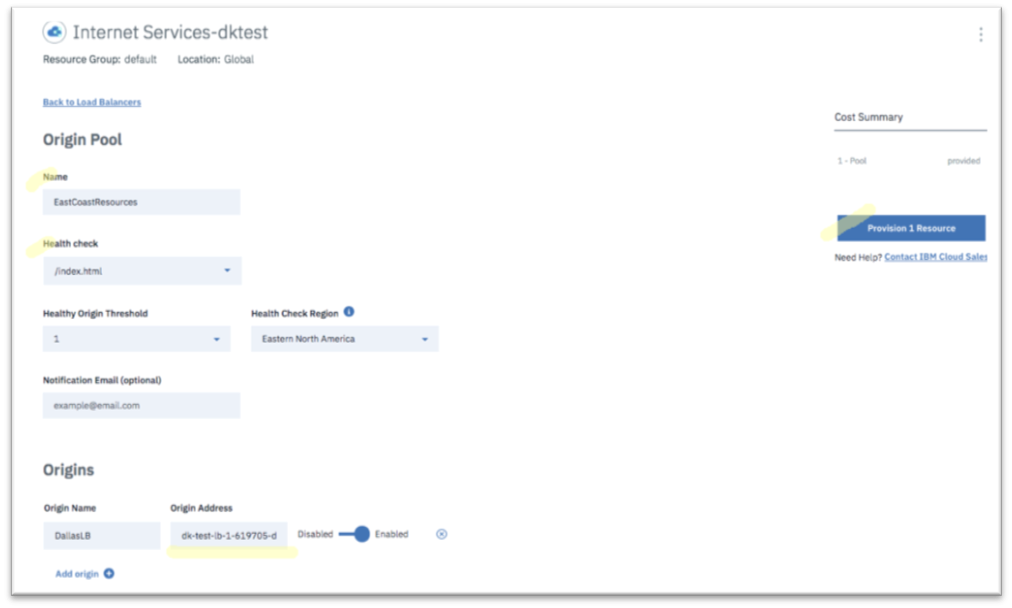 Internet Services-dktest
Resource Group: default Location: Global
Back to Load Balancers
Origin Pool
Name
EastCoastResources
Health check
/index.html
Healthy Origin Threshold Health Check Region
1 Eastern North America
Notification Email (optional)
example@email.com
Origins
Origin Name Origin Address
DallasLB dk-test-lb-1-619705-d Disabled Enabled
Add origin
Cost Summary
1 - Pool provided
Provision 1 Resource
Need Help? Contact IBM Cloud Sales